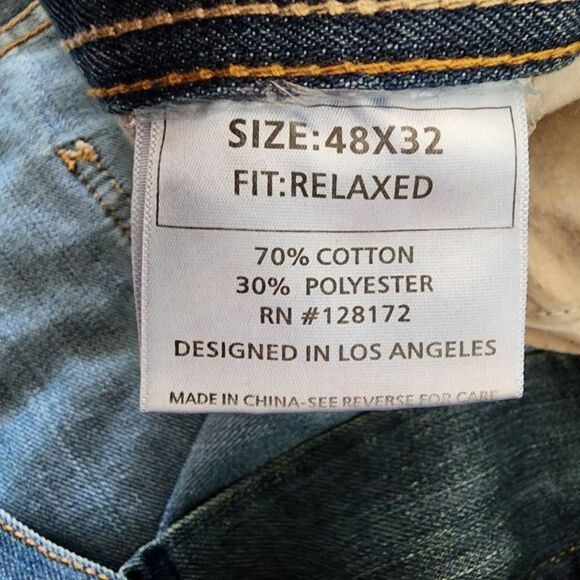 SIZE:48X32
FIT:RELAXED
70% COTTON
30% POLYESTER
RN #128172
DESIGNED IN LOS ANGELES
MADE IN CHINA-SEE REVERSE FOR CARE